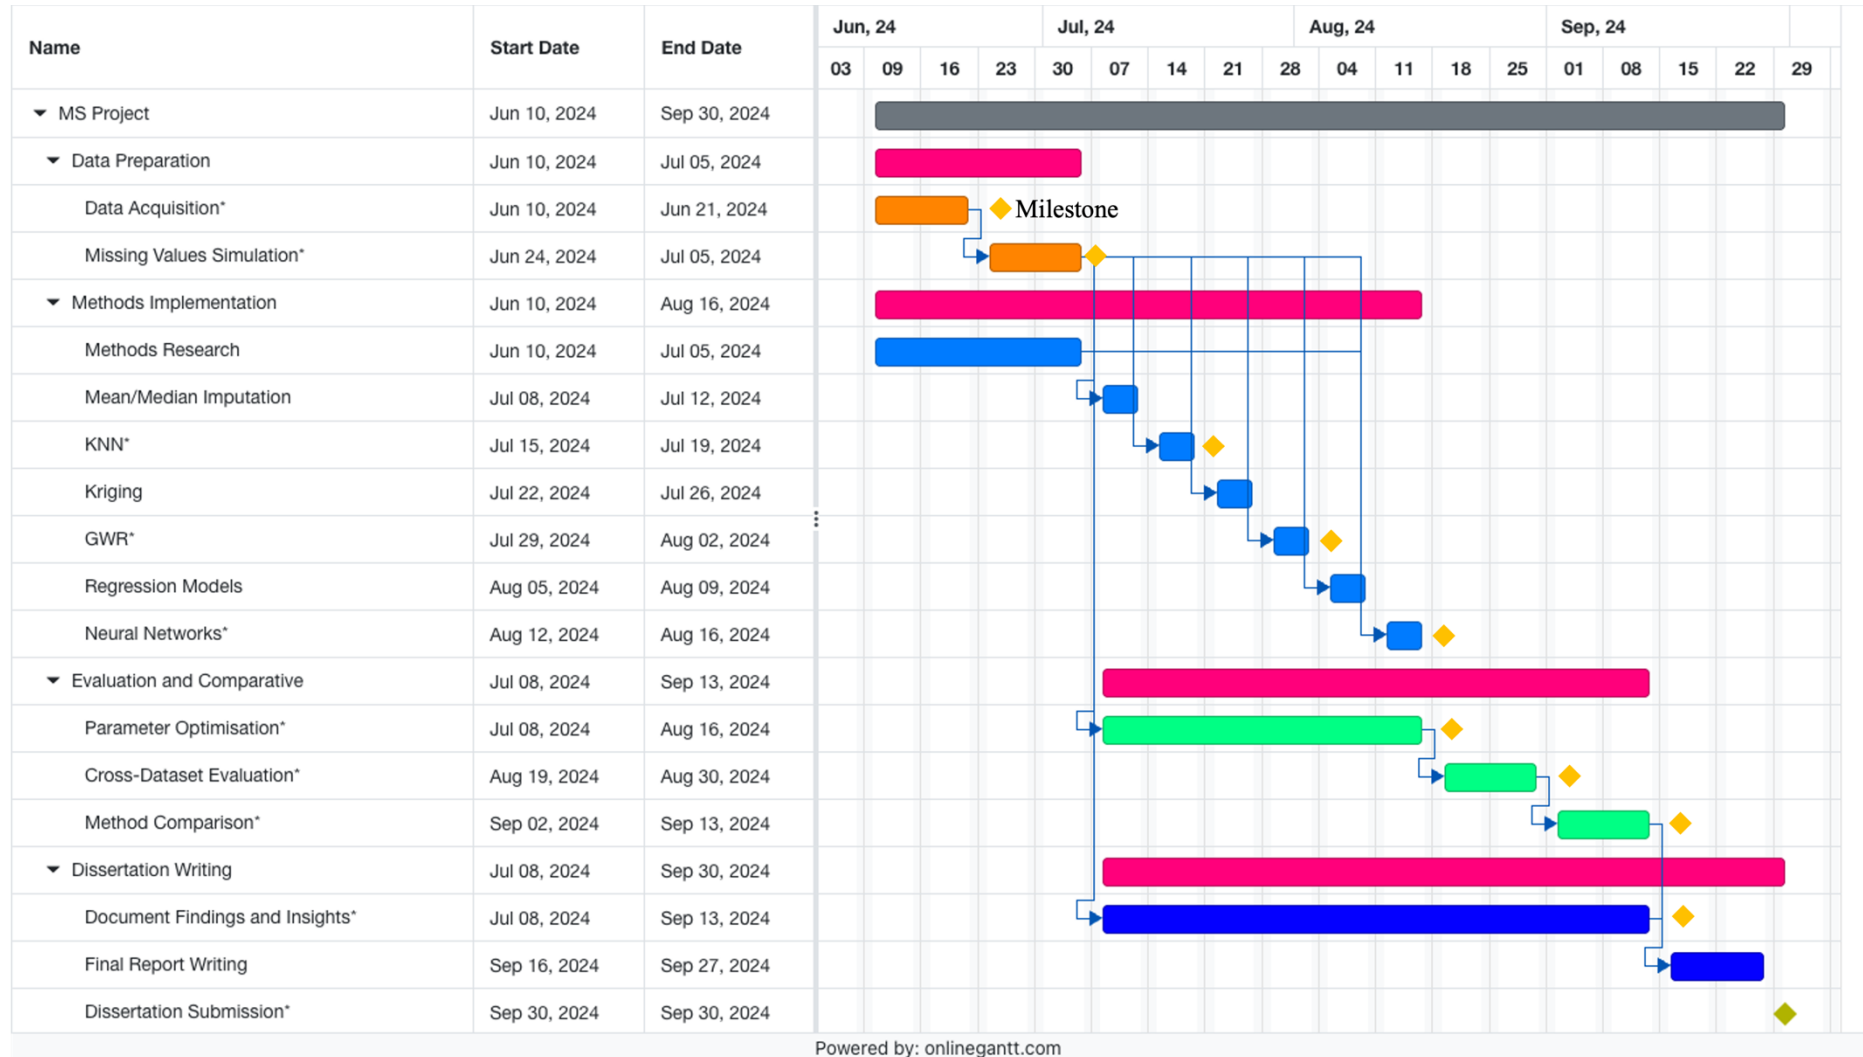 Name Start Date End Date Jun, 24 Jul, 24 Aug, 24 Sep, 24
03 09 16 23 30 07 14 21 28 04 11 18 25 01 08 15 22 29
MS Project Jun 10, 2024 Sep 30, 2024
Data Preparation Jun 10, 2024 Jul 05, 2024
Data Acquisition* Jun 10, 2024 Jun 21, 2024 Milestone
Missing Values Simulation* Jun 24, 2024 Jul 05, 2024
Methods Implementation Jun 10, 2024 Aug 16, 2024
Methods Research Jun 10, 2024 Jul 05, 2024
Mean/Median Imputation Jul 08, 2024 Jul 12, 2024
KNN* Jul 15, 2024 Jul 19, 2024
Kriging Jul 22, 2024 Jul 26, 2024
GWR* Jul 29, 2024 Aug 02, 2024
Regression Models Aug 05, 2024 Aug 09, 2024
Neural Networks* Aug 12, 2024 Aug 16, 2024
Evaluation and Comparative Jul 08, 2024 Sep 13, 2024
Parameter Optimisation* Jul 08, 2024 Aug 16, 2024
Cross-Dataset Evaluation* Aug 19, 2024 Aug 30, 2024
Method Comparison* Sep 02, 2024 Sep 13, 2024
Dissertation Writing Jul 08, 2024 Sep 30, 2024
Document Findings and Insights* Jul 08, 2024 Sep 13, 2024
Final Report Writing Sep 16, 2024 Sep 27, 2024
Dissertation Submission* Sep 30, 2024 Sep 30, 2024
Powered by: onlinegantt.com